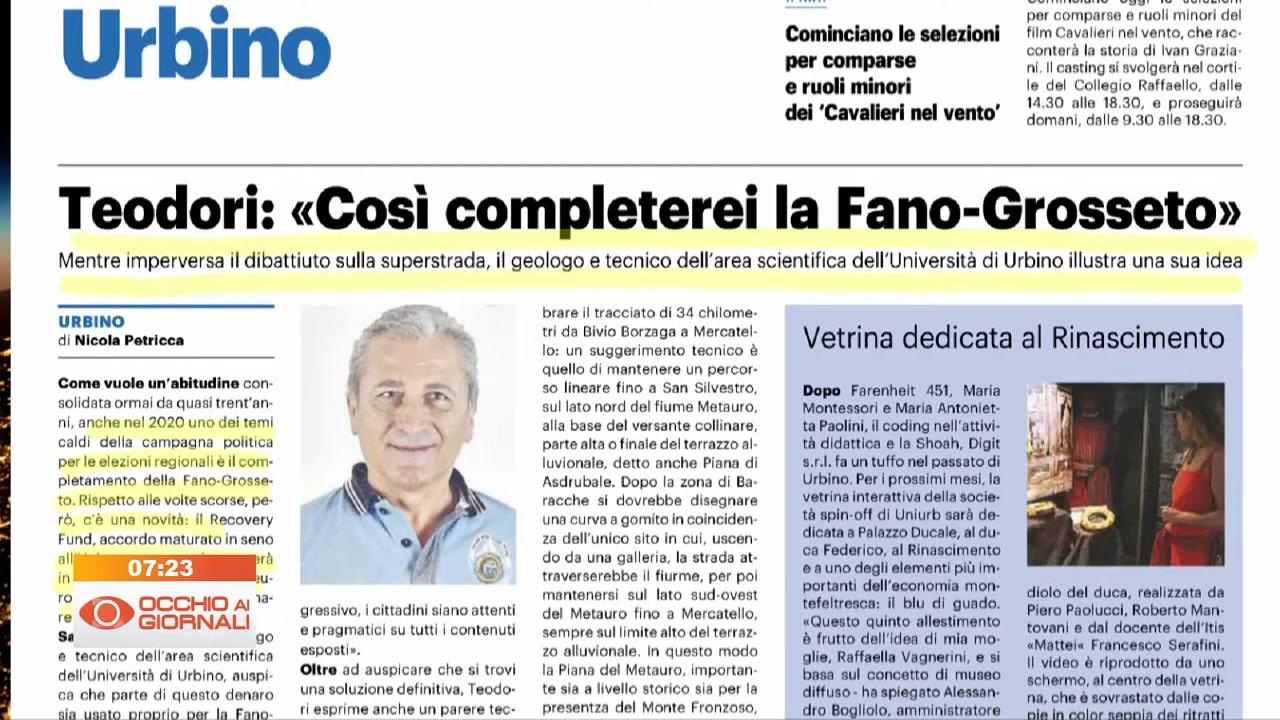 Urbino
Cominciano le selezioni
per comparse
e ruoli minori
dei ‘Cavalieri nel vento’
per comparse e ruoli minori del
film Cavalieri nel vento, che rac-
conterà la storia di Ivan Grazia-
ni. Il casting si svolgerà nel corti-
le del Collegio Raffaello, dalle
14.30 alle 18.30, e proseguirà
domani, dalle 9.30 alle 18.30.
Teodori: «Così completerei la Fano-Grosseto»
Mentre imperversa il dibattiuto sulla superstrada, il geologo e tecnico dell’area scientifica dell’Università di Urbino illustra una sua idea
URBINO
di Nicola Petricca
Come vuole un’abitudine con-
solidata ormai da quasi trent’an-
ni, anche nel 2020 uno dei temi
caldi della campagna politica
per le elezioni regionali è il com-
pletamento della Fano-Grosse-
to. Rispetto alle volte scorse, pe-
rò, c’è una novità: il Recovery
Fund, accordo maturato in seno
07:23
OCCHIO AI
GIORNALI
e tecnico dell’area scientifica
dell’Università di Urbino, auspi-
ca che parte di questo denaro
sia usato proprio per la Fano-
gressivo, i cittadini siano attenti
e pragmatici su tutti i contenuti
esposti».
Oltre ad auspicare che si trovi
una soluzione definitiva, Teodo-
ri esprime anche un parere tec-
brare il tracciato di 34 chilome-
tri da Bivio Borzaga a Mercatel-
lo: un suggerimento tecnico è
quello di mantenere un percor-
so lineare fino a San Silvestro,
sul lato nord del fiume Metauro,
alla base del versante collinare,
parte alta o finale del terrazzo al-
luvionale, detto anche Piana di
Asdrubale. Dopo la zona di Ba-
racche si dovrebbe disegnare
una curva a gomito in coinciden-
za dell’unico sito in cui, uscen-
do da una galleria, la strada at-
traverserebbe il fiurme, per poi
mantenersi sul lato sud-ovest
del Metauro fino a Mercatello,
sempre sul limite alto del terraz-
zo alluvionale. In questo modo
la Piana del Metauro, importan-
te sia a livello storico sia per la
presentza del Monte Fronzoso,
Vetrina dedicata al Rinascimento
Dopo Farenheit 451, Maria
Montessori e Maria Antoniet-
ta Paolini, il coding nell’attivi-
tà didattica e la Shoah, Digit
s.r.l. fa un tuffo nel passato di
Urbino. Per i prossimi mesi, la
vetrina interattiva della socie-
tà spin-off di Uniurb sarà de-
dicata a Palazzo Ducale, al du-
ca Federico, al Rinascimento
e a uno degli elementi più im-
portanti dell’economia mon-
tefeltresca: il blu di guado.
«Questo quinto allestimento
è frutto dell’idea di mia mo-
glie, Raffaella Vagnerini, e si
basa sul concetto di museo
diffuso - ha spiegato Alessan-
dro Bogliolo, amministratore
diolo del duca, realizzata da
Piero Paolucci, Roberto Man-
tovani e dal docente dell’Itis
«Mattei« Francesco Serafini.
Il video è riprodotto da uno
schermo, al centro della vetri-
na, che è sovrastato dalle co-
pie in color seppia dei ritratti